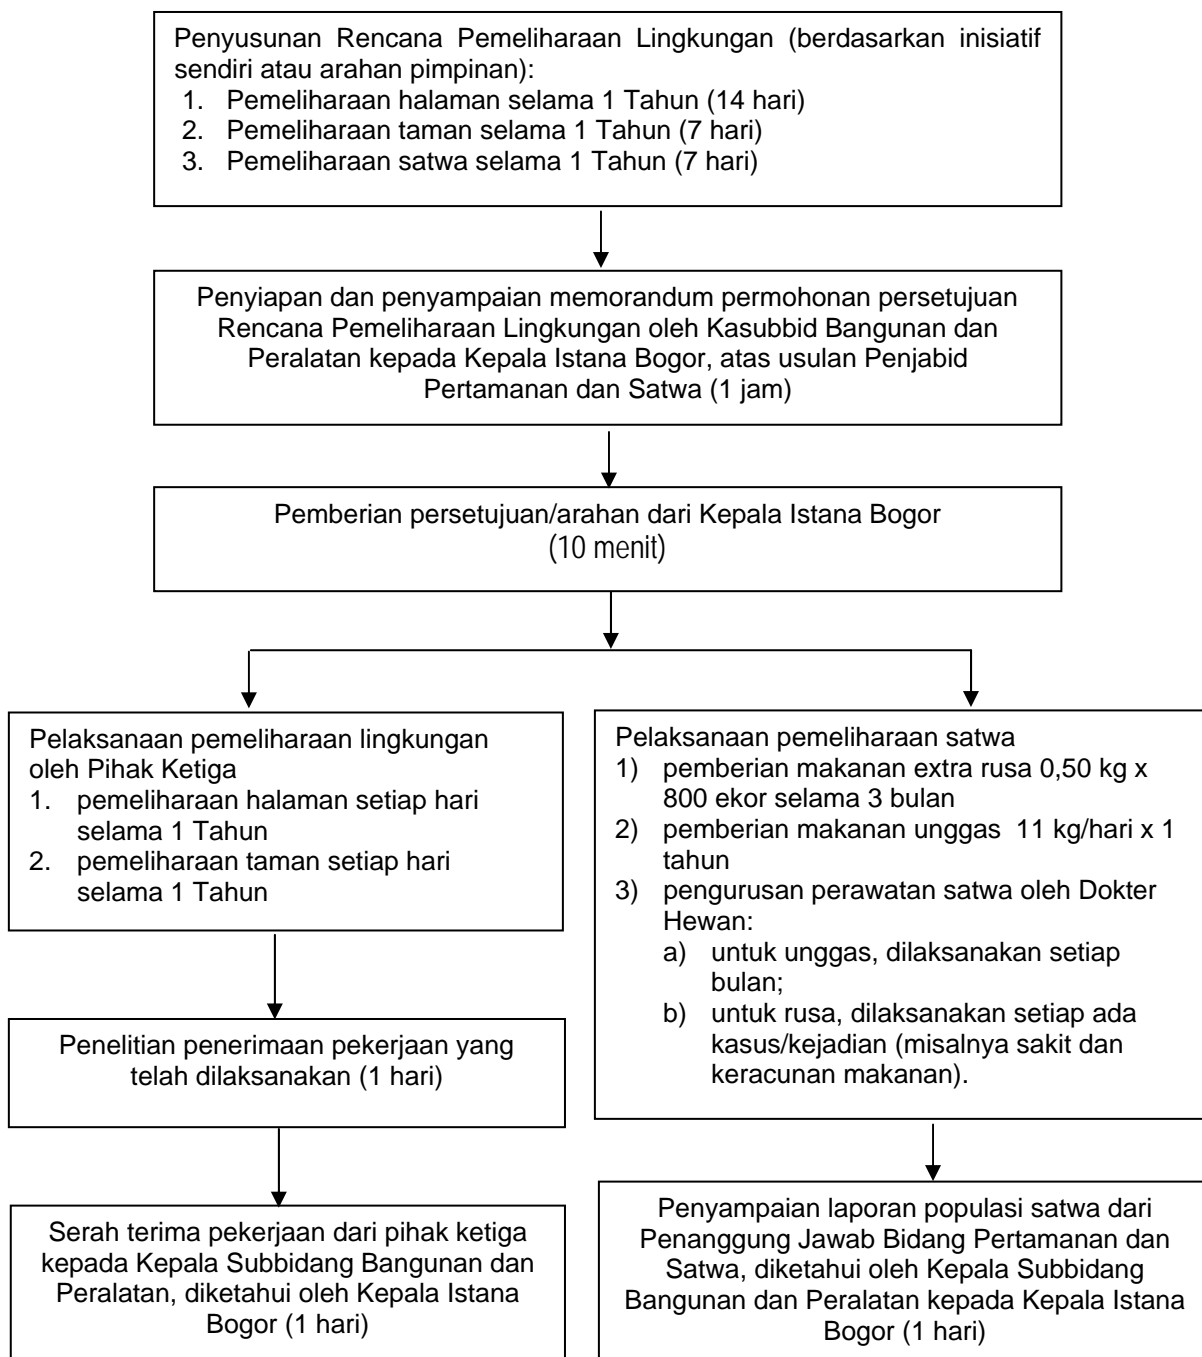 Penyusunan Rencana Pemeliharaan Lingkungan (berdasarkan inisiatif
sendiri atau arahan pimpinan):
1. Pemeliharaan halaman selama 1 Tahun (14 hari)
2. Pemeliharaan taman selama 1 Tahun (7 hari)
3. Pemeliharaan satwa selama 1 Tahun (7 hari)
Penyiapan dan penyampaian memorandum permohonan persetujuan
Rencana Pemeliharaan Lingkungan oleh Kasubbid Bangunan dan
Peralatan kepada Kepala Istana Bogor, atas usulan Penjabid
Pertamanan dan Satwa (1 jam)
Pemberian persetujuan/arahan dari Kepala Istana Bogor
(10 menit)
Pelaksanaan pemeliharaan lingkungan
oleh Pihak Ketiga
1. pemeliharaan halaman setiap hari
selama 1 Tahun
2. pemeliharaan taman setiap hari
selama 1 Tahun
Penelitian penerimaan pekerjaan yang
telah dilaksanakan (1 hari)
Serah terima pekerjaan dari pihak ketiga
kepada Kepala Subbidang Bangunan dan
Peralatan, diketahui oleh Kepala Istana
Bogor (1 hari)
Pelaksanaan pemeliharaan satwa
1) pemberian makanan extra rusa 0,50 kg x
800 ekor selama 3 bulan
2) pemberian makanan unggas 11 kg/hari x 1
tahun
3) pengurusan perawatan satwa oleh Dokter
Hewan:
a) untuk unggas, dilaksanakan setiap
bulan;
b) untuk rusa, dilaksanakan setiap ada
kasus/kejadian (misalnya sakit dan
keracunan makanan).
Penyampaian laporan populasi satwa dari
Penanggung Jawab Bidang Pertamanan dan
Satwa, diketahui oleh Kepala Subbidang
Bangunan dan Peralatan kepada Kepala Istana
Bogor (1 hari)